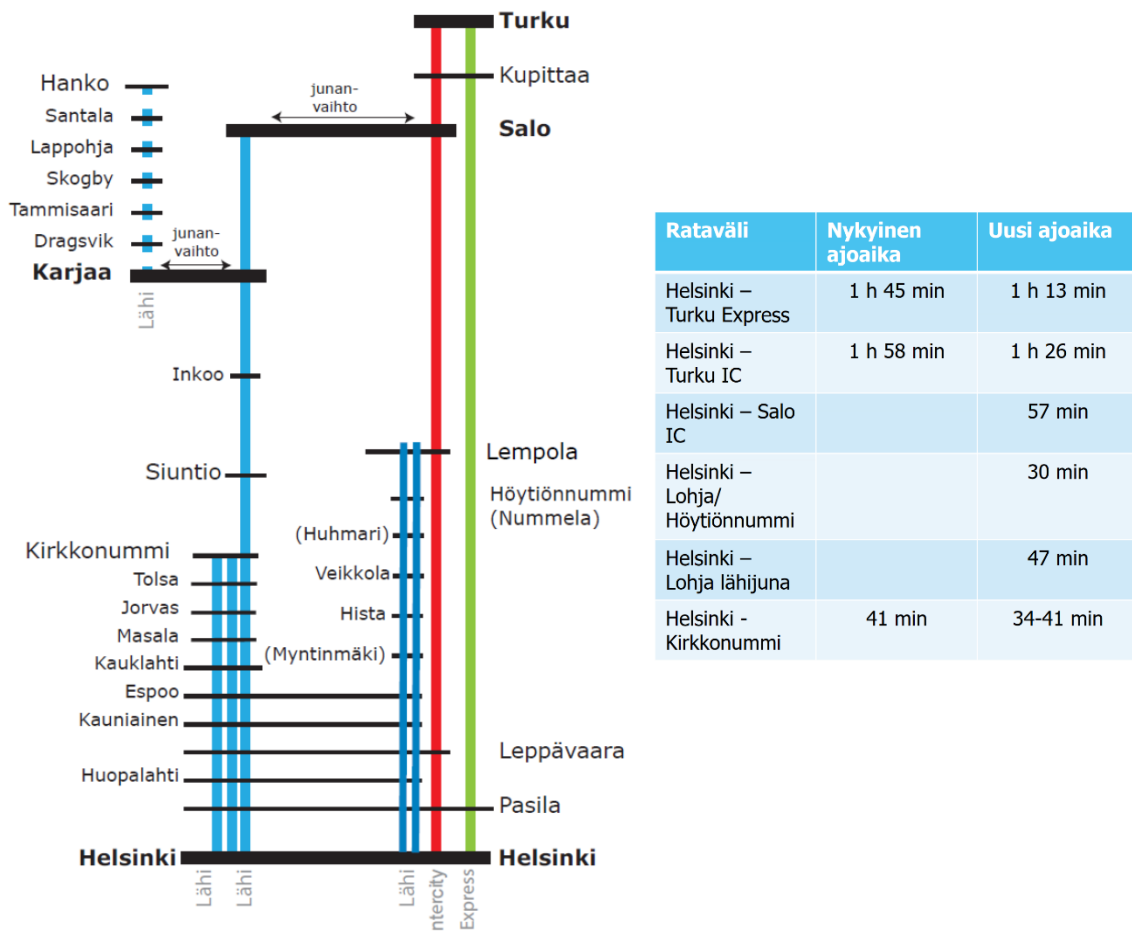 Turku
Kupittaa
Hanko
junan-
vaihto
Santala
Salo
Lappohja
Skogby
Tammisaari
junan-
vaihto
Dragsvik
Karjaa
Lähi
Inkoo
Lempola
Siuntio
Höytiönnummi
(Nummela)
(Huhmari)
Kirkkonummi
Veikkola
Tolsa
Jorvas
Hista
Masala
(Myntinmäki)
Kauklahti
Espoo
Kauniainen
Leppävaara
Huopalahti
Pasila
Helsinki
Helsinki
Lähi
Lähi
Lähi
ntercity
Express
Rataväli Nykyinen Uusi ajoaika
ajoaika
Helsinki – 1 h 45 min 1 h 13 min
Turku Express
Helsinki – 1 h 58 min 1 h 26 min
Turku IC
Helsinki – Salo 57 min
IC
Helsinki – 30 min
Lohja/
Höytiönnummi
Helsinki – 47 min
Lohja lähijuna
Helsinki - 41 min 34-41 min
Kirkkonummi